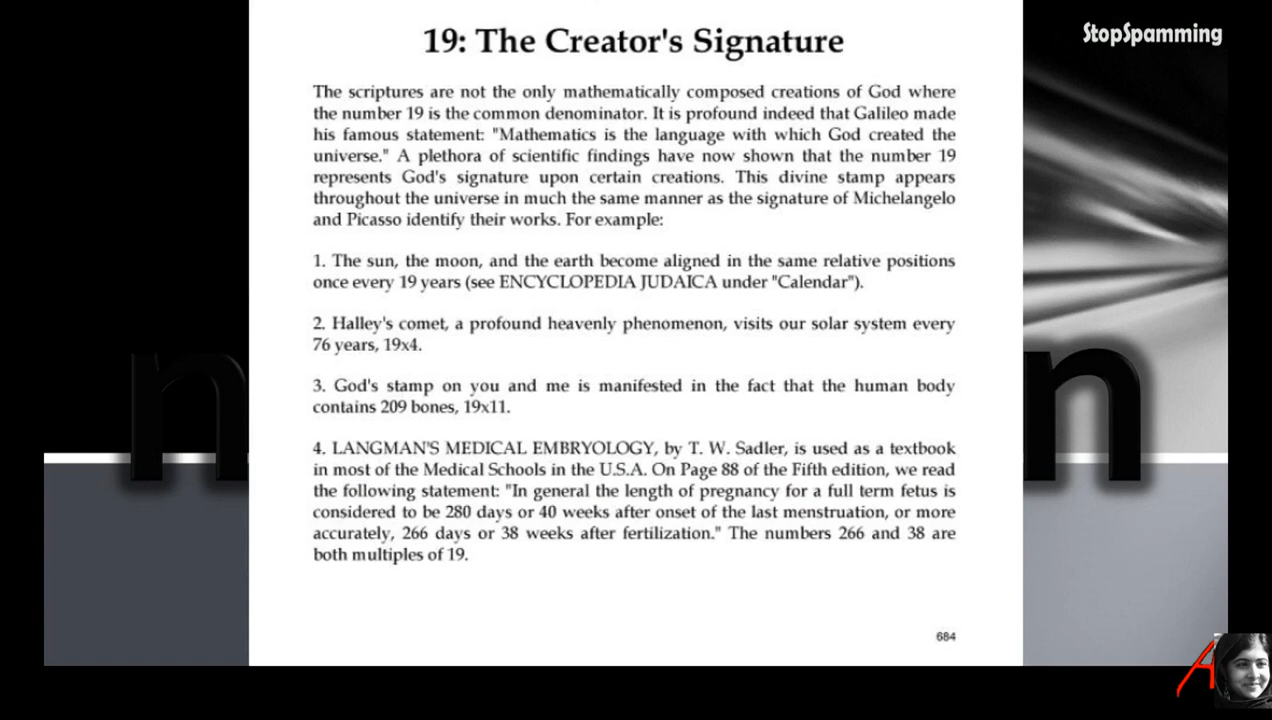 StopSpamming
19: The Creator's Signature
The scriptures are not the only mathematically composed creations of God where
the number 19 is the common denominator. It is profound indeed that Galileo made
his famous statement: "Mathematics is the language with which God created the
universe." A plethora of scientific findings have now shown that the number 19
represents God's signature upon certain creations. This divine stamp appears
throughout the universe in much the same manner as the signature of Michelangelo
and Picasso identify their works. For example:
1. The sun, the moon, and the earth become aligned in the same relative positions
once every 19 years (see ENCYCLOPEDIA JUDAICA under "Calendar").
2. Halley's comet, a profound heavenly phenomenon, visits our solar system every
76 years, 19x4.
3. God's stamp on you and me is manifested in the fact that the human body
contains 209 bones, 19x11.
4. LANGMAN'S MEDICAL EMBRYOLOGY, by T. W. Sadler, is used as a textbook
in most of the Medical Schools in the U.S.A. On Page 88 of the Fifth edition, we read
the following statement: "In general the length of pregnancy for a full term fetus is
considered to be 280 days or 40 weeks after onset of the last menstruation, or more
accurately, 266 days or 38 weeks after fertilization." The numbers 266 and 38 are
both multiples of 19.
684
n n
A